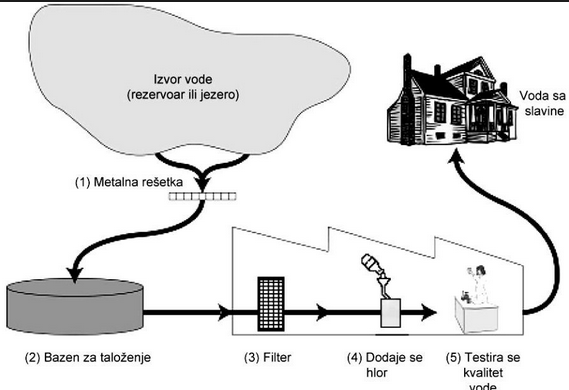 Izvor vode
(rezervoar ili jezero)
Voda sa
slavine
(1) Metalna rešetka
(2) Bazen za taloženje
(3) Filter
(4) Dodaje se
hlor
(5) Testira se
kvalitet
vode